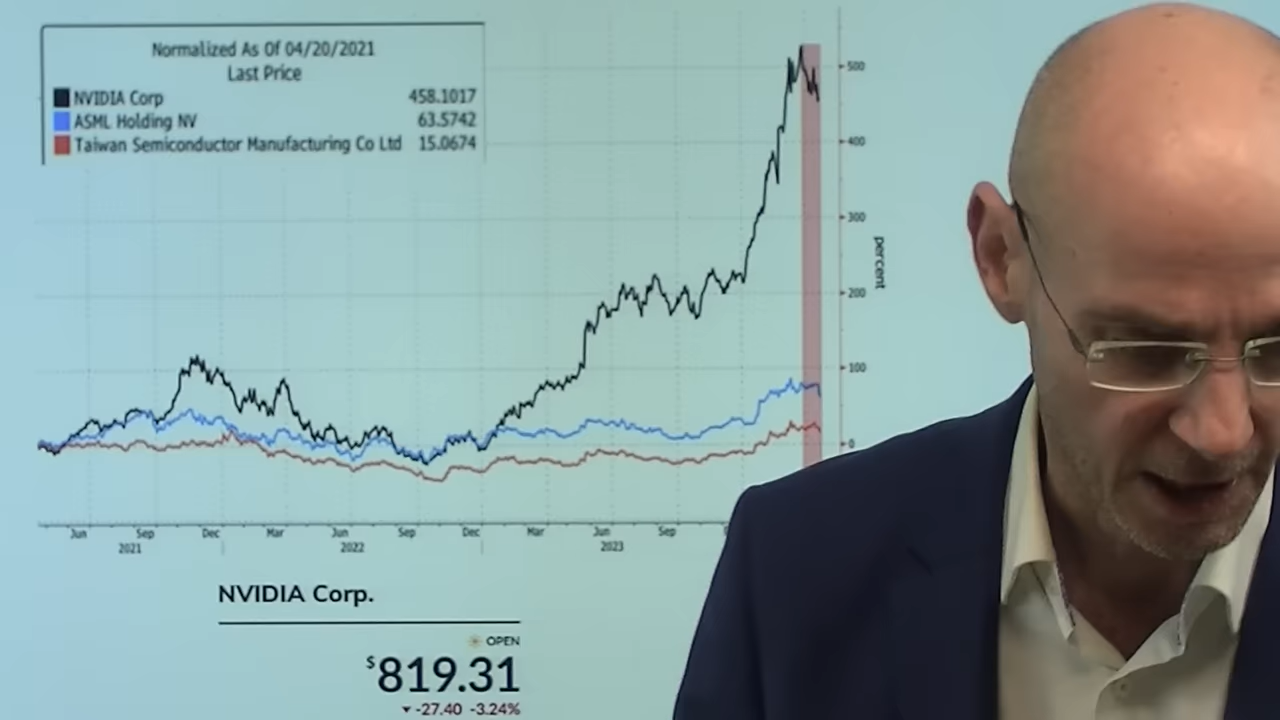 Normalized As Of 04/20/2021
Last Price
NVIDIA Corp 458.1017
ASML Holding NV 63.5742
Taiwan Semiconductor Manufacturing Co Ltd 15.0674
500
400
300
percent
200
100
0
Jun Sep Dec Mar Jun Sep Dec Mar Jun Sep
2021 2022 2023
NVIDIA Corp.
OPEN
$819.31
▼ -27.40 -3.24%